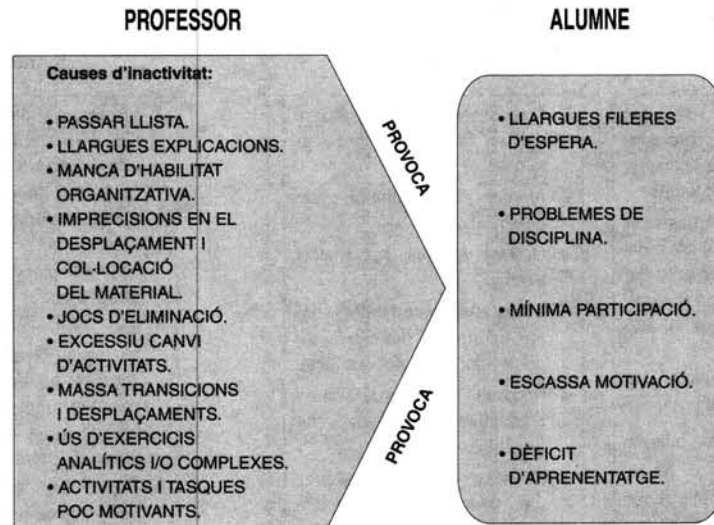 PROFESSOR
Causes d'inactivitat:
• PASSAR LLISTA.
• LLARGUES EXPLICACIONS.
• MANCA D'HABILITAT
ORGANITZATIVA.
• IMPRECISIONS EN EL
DESPLAÇAMENT I
COL·LOCACIÓ
DEL MATERIAL.
• JOCS D'ELIMINACIÓ.
• EXCESSIU CANVI
D'ACTIVITATS.
• MASSA TRANSICIONS
I DESPLAÇAMENTS.
• ÚS D'EXERCICIS
ANALÍTICS I/O COMPLEXES.
• ACTIVITATS I TASQUES
POC MOTIVANTS.
PROVOCA
PROVOCA
ALUMNE
• LLARGUES FILERES
D'ESPERA.
• PROBLEMES DE
DISCIPLINA.
• MÍNIMA PARTICIPACIÓ.
• ESCASSA MOTIVACIÓ.
• DÈFICIT
D'APRENENTATGE.